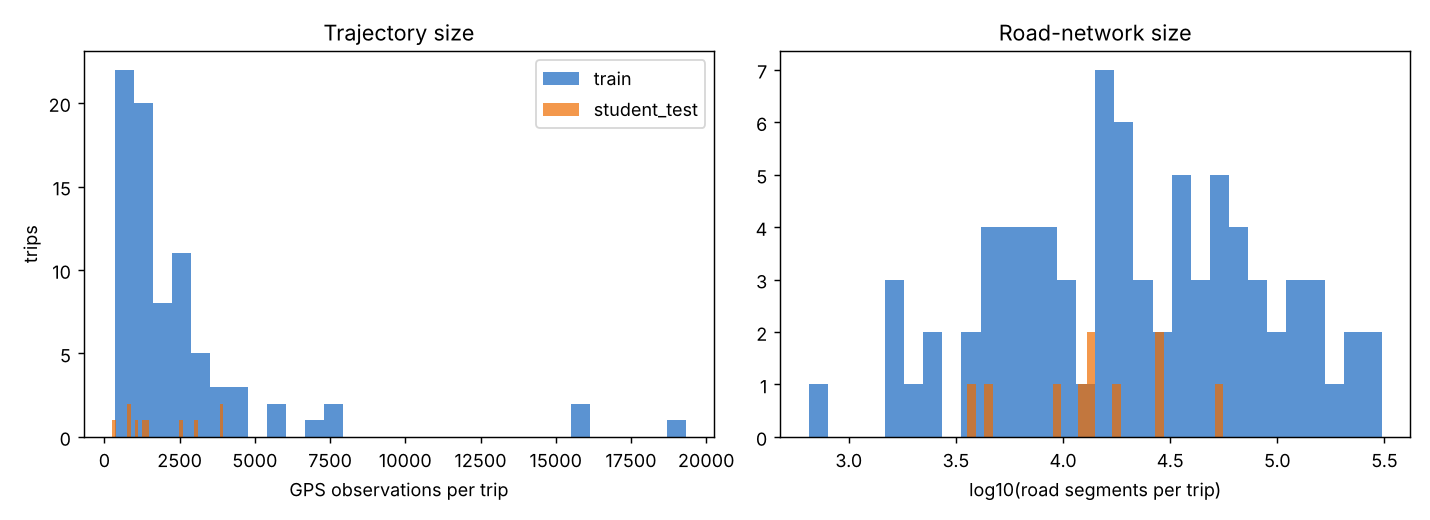 Trajectory size
train
student_test
trips
20
15
10
5
0
0 2500 5000 7500 10000 12500 15000 17500 20000
GPS observations per trip
Road-network size
7
6
5
4
3
2
1
0
3.0 3.5 4.0 4.5 5.0 5.5
log10(road segments per trip)